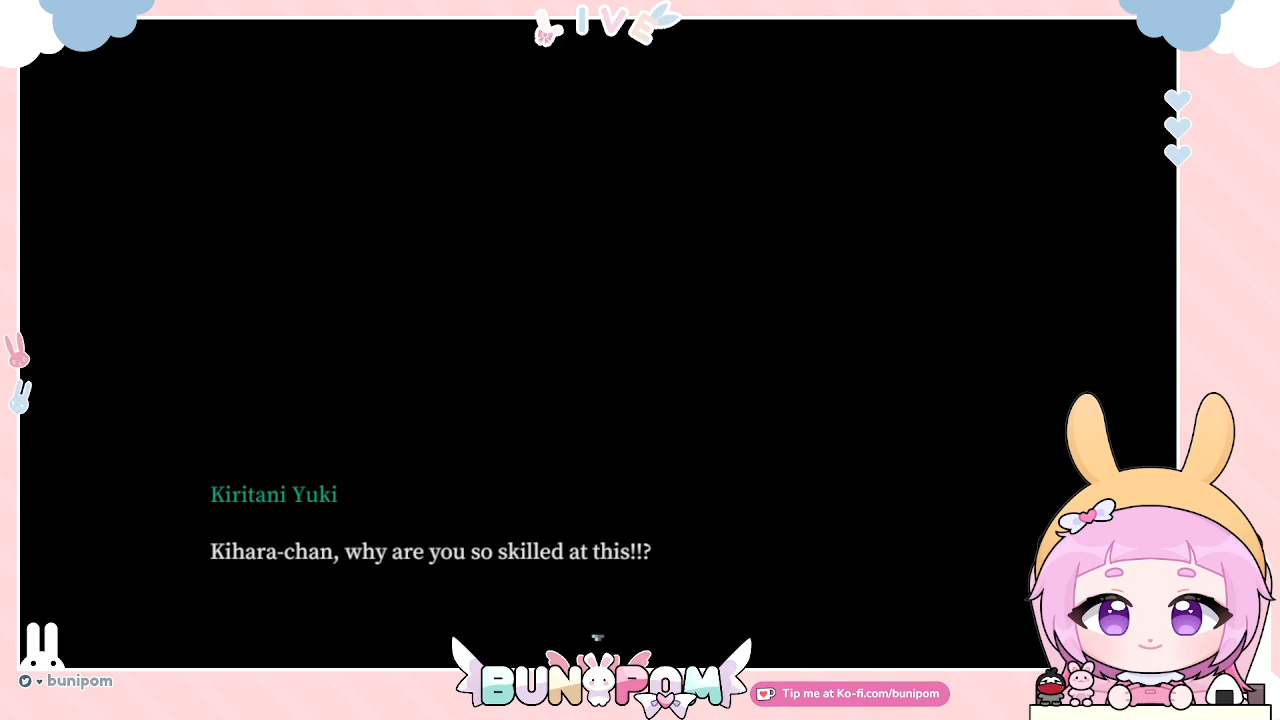 LIVE
Kiritani Yuki
Kihara-chan, why are you so skilled at this!!?
bunipom
BUNIPOM
Tip me at Ko-fi.com/bunipom